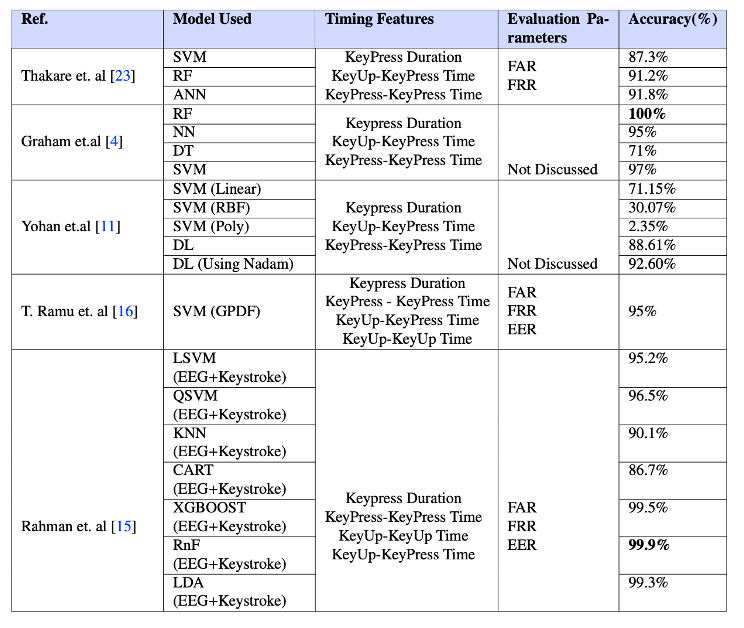 Ref. Model Used Timing Features Evaluation Pa- Accuracy(%)
rameters
Thakare et. al [23]
SVM
RF
ANN
KeyPress Duration
KeyUp-KeyPress Time
KeyPress-KeyPress Time
FAR
FRR
87.3%
91.2%
91.8%
Graham et.al [4]
RF
NN
DT
SVM
Keypress Duration
KeyUp-KeyPress Time
KeyPress-KeyPress Time
Not Discussed
100%
95%
71%
97%
Yohan et.al [11]
SVM (Linear)
SVM (RBF)
SVM (Poly)
DL
DL (Using Nadam)
Keypress Duration
KeyUp-KeyPress Time
KeyPress-KeyPress Time
Not Discussed
71.15%
30.07%
2.35%
88.61%
92.60%
T. Ramu et. al [16]
SVM (GPDF)
Keypress Duration
KeyPress - KeyPress Time
KeyUp-KeyPress Time
KeyUp-KeyUp Time
FAR
FRR
EER
95%
Rahman et. al [15]
LSVM
(EEG+Keystroke)
QSVM
(EEG+Keystroke)
KNN
(EEG+Keystroke)
CART
(EEG+Keystroke)
XGBOOST
(EEG+Keystroke)
RnF
(EEG+Keystroke)
LDA
(EEG+Keystroke)
Keypress Duration
KeyPress-KeyPress Time
KeyUp-KeyUp Time
KeyUp-KeyPress Time
FAR
FRR
EER
95.2%
96.5%
90.1%
86.7%
99.5%
99.9%
99.3%